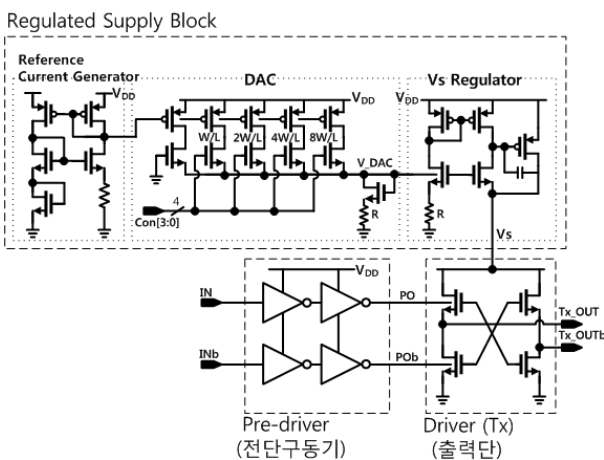 Regulated Supply Block
Reference
Current Generator
DAC
Vs Regulator
VDD
VDD
VDD
W/L
2W/L
4W/L
8W/L
V_DAC
4
Con[3:0]
R
R
Vs
VDD
IN
PO
Tx_OUT
Tx_OUTb
INb
POb
Pre-driver
(전단구동기)
Driver (Tx)
(출력단)